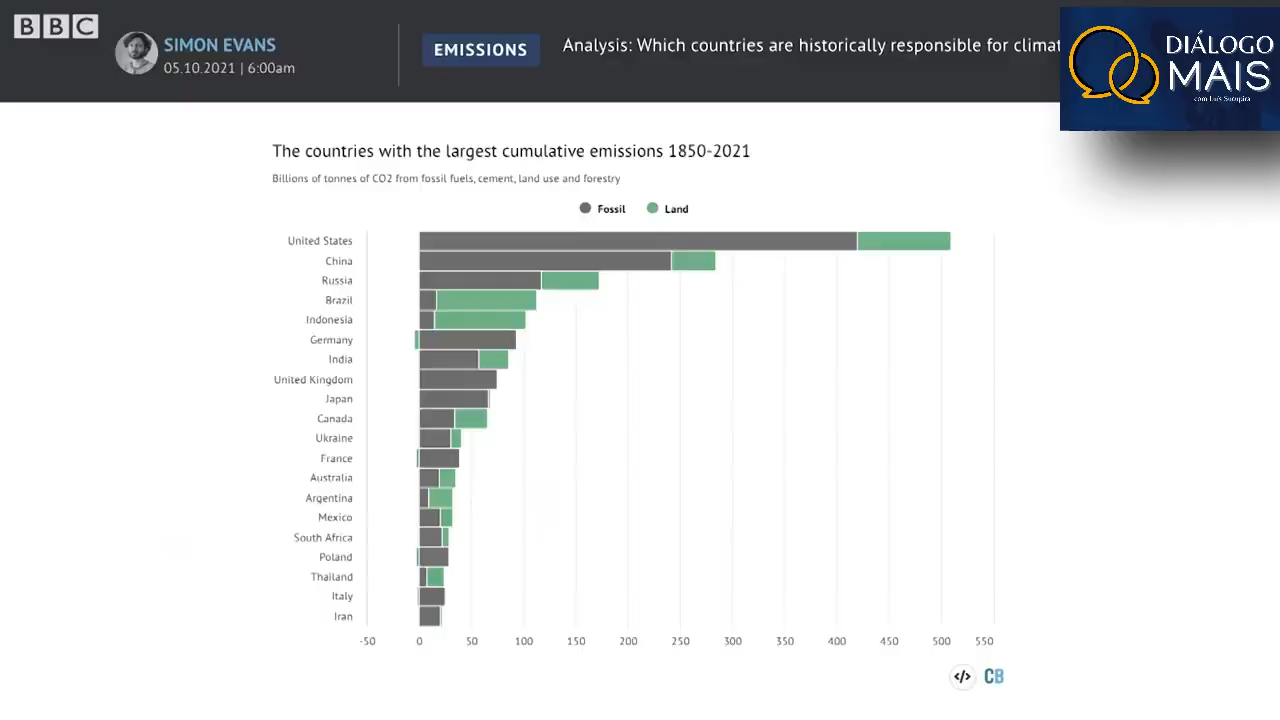 BBC
SIMON EVANS
05.10.2021 | 6:00am
EMISSIONS
Analysis: Which countries are historically responsible for climat
DIÁLOGO
MAIS
com Luís Sucupira
The countries with the largest cumulative emissions 1850-2021
Billions of tonnes of CO2 from fossil fuels, cement, land use and forestry
Fossil Land
United States
China
Russia
Brazil
Indonesia
Germany
India
United Kingdom
Japan
Canada
Ukraine
France
Australia
Argentina
Mexico
South Africa
Poland
Thailand
Italy
Iran
-50 0 50 100 150 200 250 300 350 400 450 500 550
</> CB